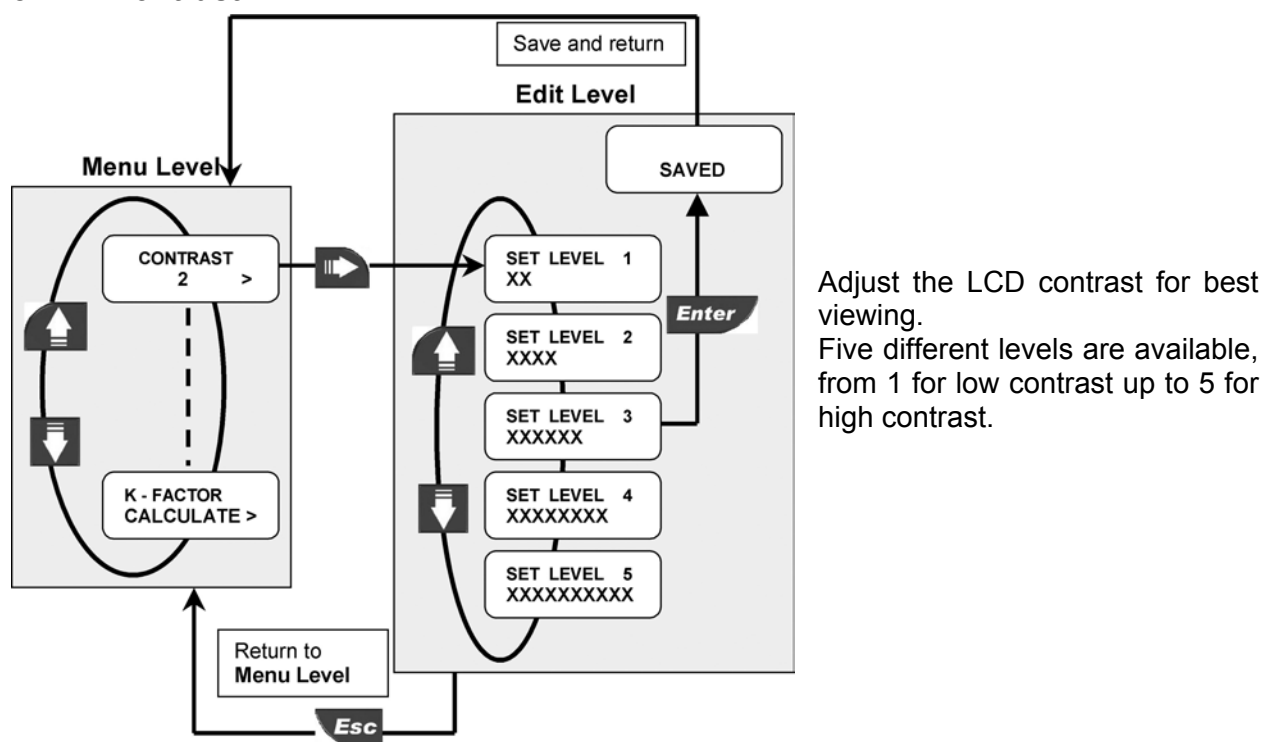 Save and return
Edit Level
SAVED
Menu Level
CONTRAST
2 >
SET LEVEL 1
XX
Enter
SET LEVEL 2
XXXX
SET LEVEL 3
XXXXXX
SET LEVEL 4
XXXXXXXX
K - FACTOR
CALCULATE >
SET LEVEL 5
XXXXXXXXXX
Return to
Menu Level
Esc
Adjust the LCD contrast for best
viewing.
Five different levels are available,
from 1 for low contrast up to 5 for
high contrast.